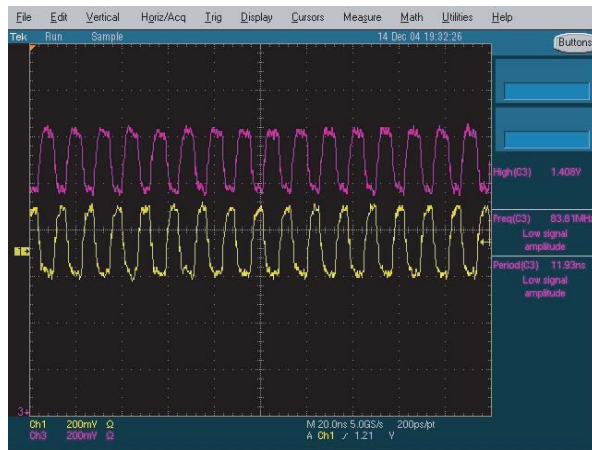 File Edit Vertical Horiz/Acq Trig Display Cursors Measure Math Utilities Help
Tek Run Sample 14 Dec 04 19:32:26
Buttons
High(C3) 1.408V
Freq(C3) 83.81MHz
Low signal
amplitude
Period(C3) 11.93ns
Low signal
amplitude
1
3
Ch1 200mV Ω M 20.0ns 5.0GS/s 200ps/pt
Ch3 200mV Ω A Ch1 / 1.21 V